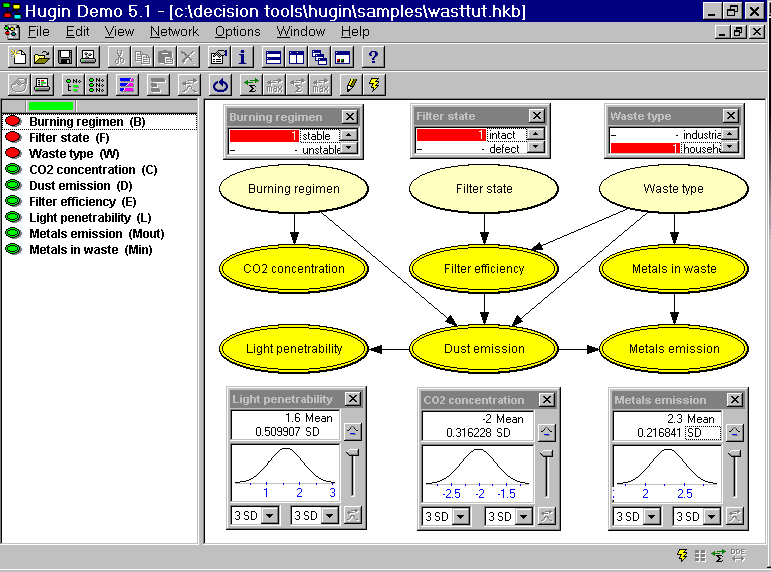 Hugin Demo 5.1 - [c:\decision tools\hugin\samples\wasttut.hkb]
File Edit View Network Options Window Help
Burning regimen (B)
Filter state (F)
Waste type (W)
CO2 concentration (C)
Dust emission (D)
Filter efficiency (E)
Light penetrability (L)
Metals emission (Mout)
Metals in waste (Min)
Burning regimen
1 stable
- - unstable
Filter state
1 intact
- - defect
Waste type
- - industria
1 househ
Burning regimen
Filter state
Waste type
CO2 concentration
Filter efficiency
Metals in waste
Light penetrability
Dust emission
Metals emission
Light penetrability
1.6 Mean
0.509907 SD
1 2 3
3 SD 3 SD
CO2 concentration
-2 Mean
0.316228 SD
-2.5 -2 -1.5
3 SD 3 SD
Metals emission
2.3 Mean
0.216841 SD
2 2.5
3 SD 3 SD
DDE